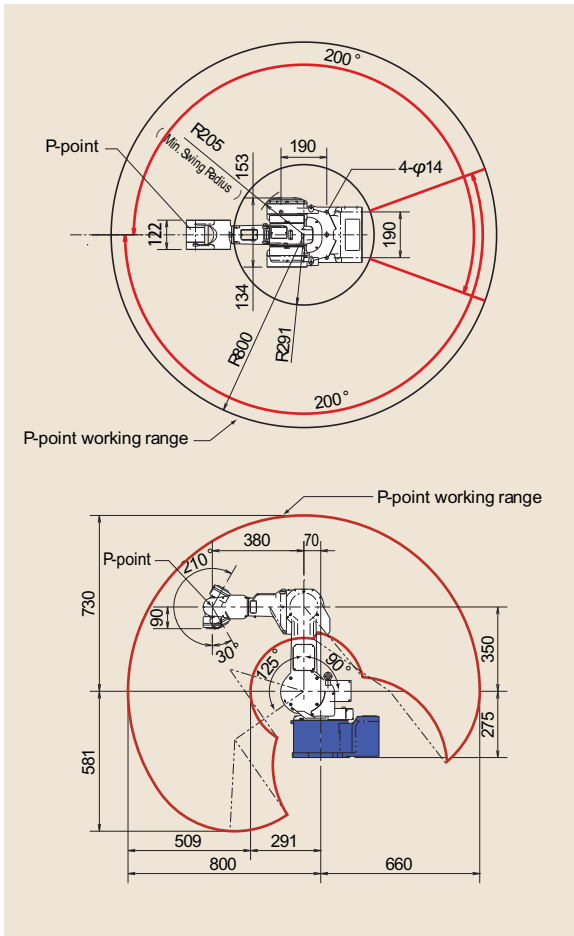 200°
P-point
R205
( Min. Swing Radius )
190
153
4-φ14
122
190
134
R800
R291
200°
P-point working range
P-point working range
380
70
P-point
210°
730
90
350
30°
125°
90°
581
275
509
291
800
660